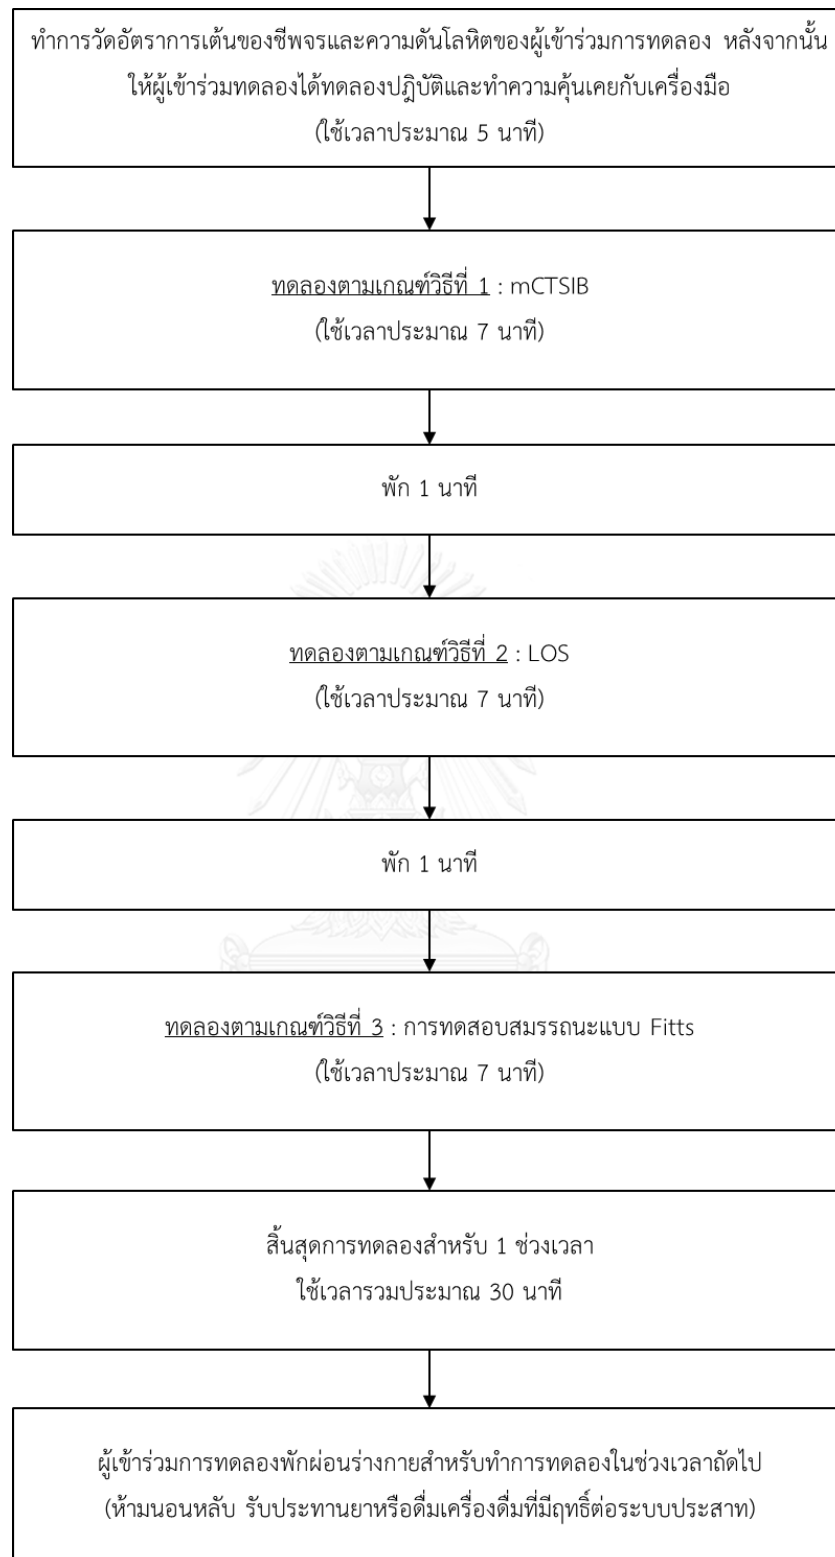 ทำการวัดอัตราการเต้นของชีพจรและความดันโลหิตของผู้เข้าร่วมการทดลอง หลังจากนั้น
ให้ผู้เข้าร่วมทดลองได้ทดลองปฏิบัติและทำความคุ้นเคยกับเครื่องมือ
(ใช้เวลาประมาณ 5 นาที)
ทดลองตามเกณฑ์วิธีที่ 1 : mCTSIB
(ใช้เวลาประมาณ 7 นาที)
พัก 1 นาที
ทดลองตามเกณฑ์วิธีที่ 2 : LOS
(ใช้เวลาประมาณ 7 นาที)
พัก 1 นาที
ทดลองตามเกณฑ์วิธีที่ 3 : การทดสอบสมรรถนะแบบ Fitts
(ใช้เวลาประมาณ 7 นาที)
สิ้นสุดการทดลองสำหรับ 1 ช่วงเวลา
ใช้เวลารวมประมาณ 30 นาที
ผู้เข้าร่วมการทดลองพักผ่อนร่างกายสำหรับทำการทดลองในช่วงเวลาถัดไป
(ห้ามนอนหลับ รับประทานยาหรือดื่มเครื่องดื่มที่มีฤทธิ์ต่อระบบประสาท)